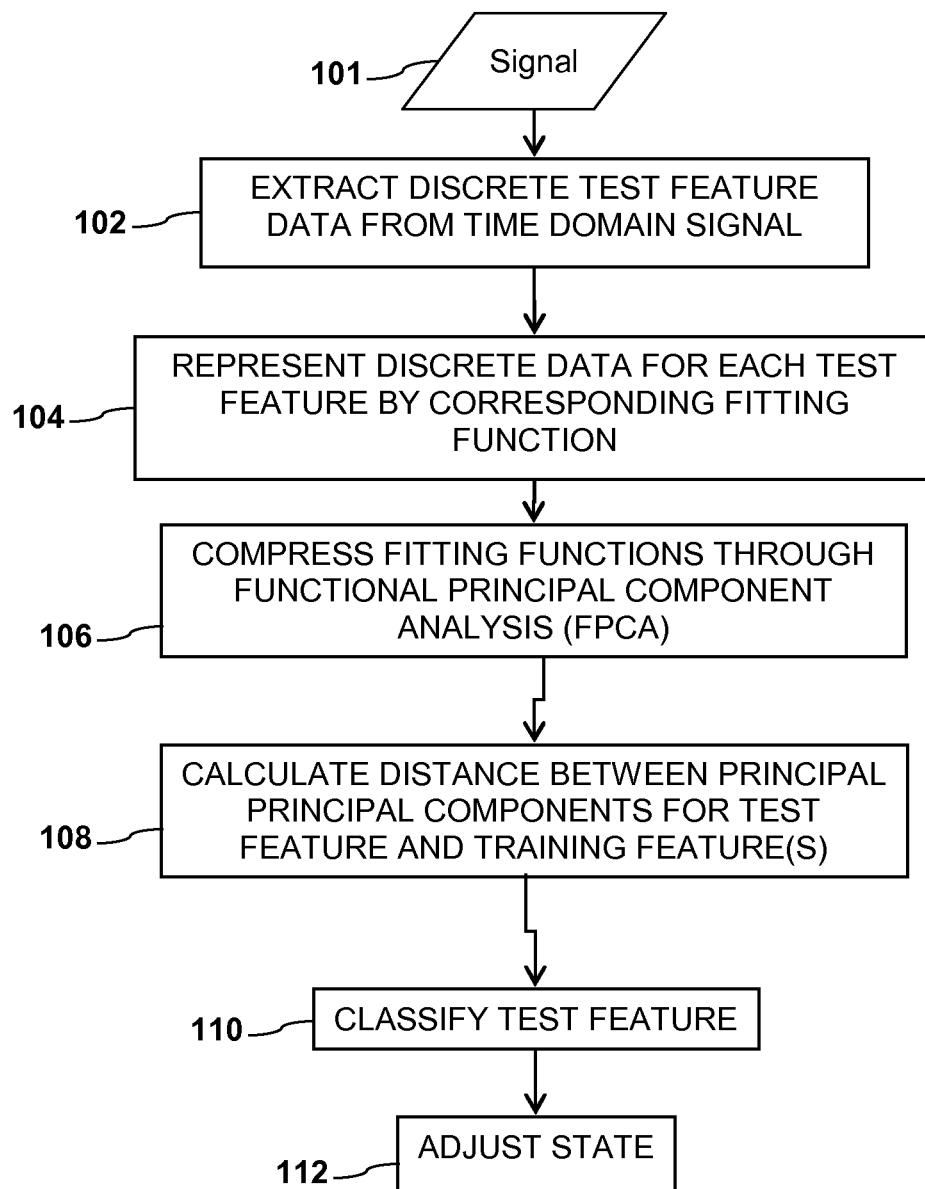 Signal
101
EXTRACT DISCRETE TEST FEATURE
DATA FROM TIME DOMAIN SIGNAL
102
REPRESENT DISCRETE DATA FOR EACH TEST
FEATURE BY CORRESPONDING FITTING
FUNCTION
104
COMPRESS FITTING FUNCTIONS THROUGH
FUNCTIONAL PRINCIPAL COMPONENT
ANALYSIS (FPCA)
106
CALCULATE DISTANCE BETWEEN PRINCIPAL
PRINCIPAL COMPONENTS FOR TEST
FEATURE AND TRAINING FEATURE(S)
108
CLASSIFY TEST FEATURE
110
ADJUST STATE
112